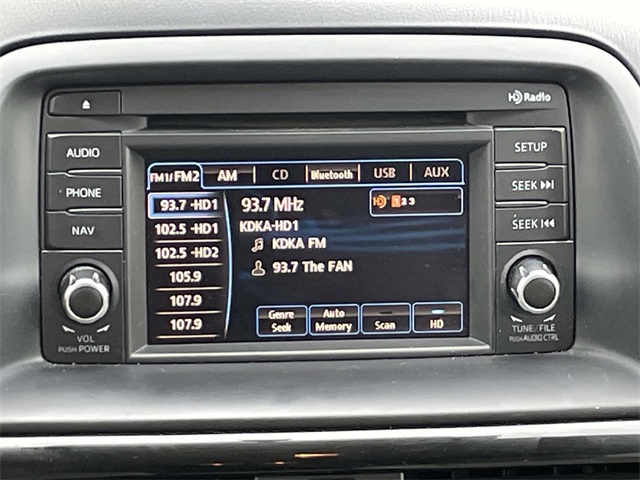 HD Radio
AUDIO
PHONE
NAV
VOL
PUSH POWER
FM1/FM2 AM CD Bluetooth USB AUX
93.7 -HD1
102.5 -HD1
102.5 -HD2
105.9
107.9
107.9
93.7 MHz
HD 1 2 3
KDKA-HD1
KDKA FM
93.7 The FAN
Genre Seek
Auto Memory
Scan
HD
SETUP
SEEK
SEEK
TUNE/FILE
PUSH AUDIO CTRL